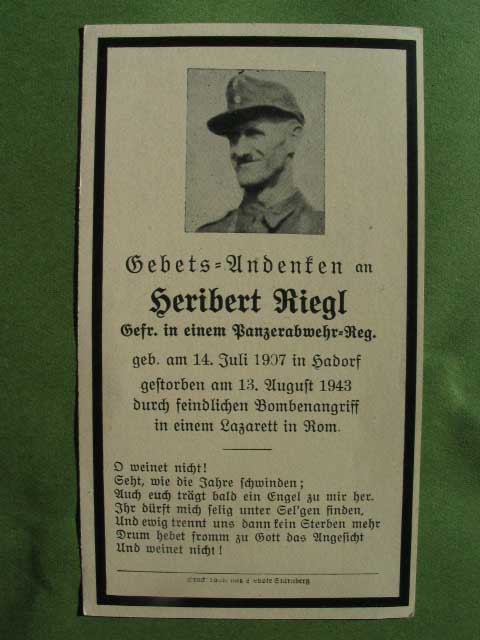 Gebets-Andenken an
Heribert Riegl
Gefr. in einem Panzerabwehr-Reg.
geb. am 14. Juli 1907 in Hadorf
gestorben am 13. August 1943
durch feindlichen Bombenangriff
in einem Lazarett in Rom.
O weinet nicht!
Seht, wie die Jahre schwinden;
Auch euch trägt bald ein Engel zu mir her.
Ihr dürft mich selig unter Sel'gen finden,
Und ewig trennt uns dann kein Sterben mehr
Drum hebet fromm zu Gott das Angesicht
Und weinet nicht!
Starnberg